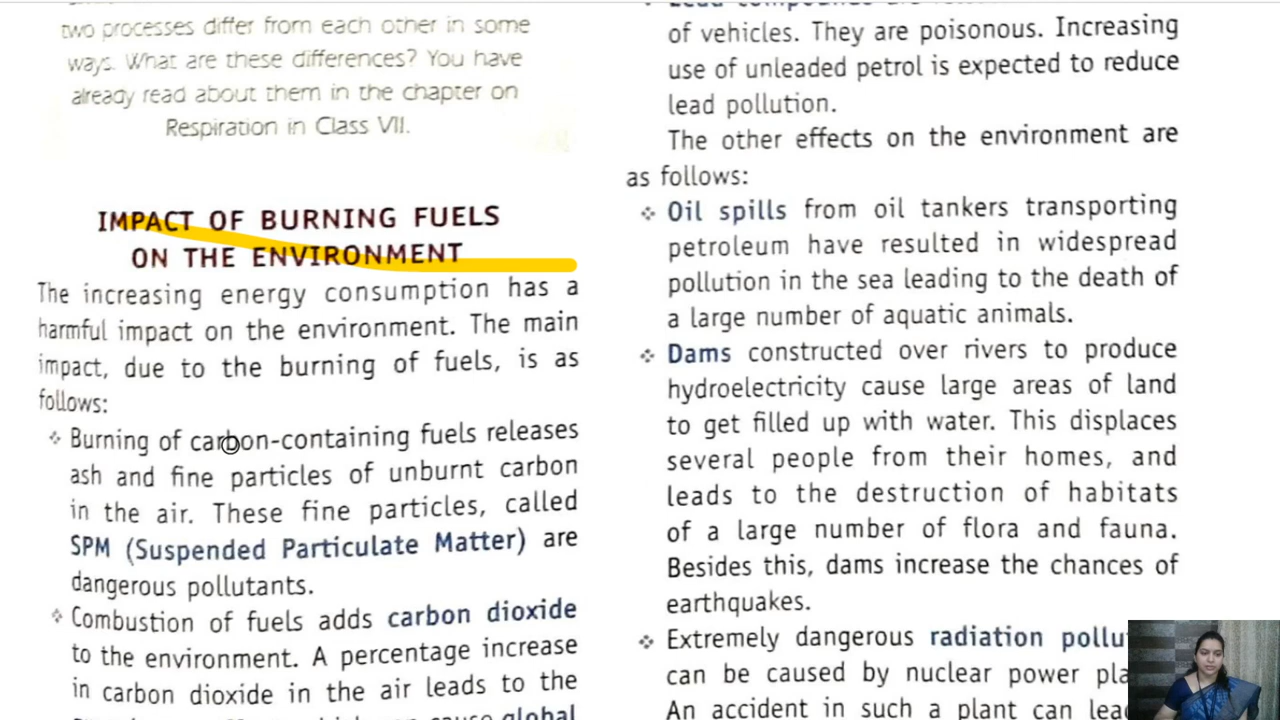 two processes differ from each other in some
ways. What are these differences? You have
already read about them in the chapter on
Respiration in Class VII.
IMPACT OF BURNING FUELS
ON THE ENVIRONMENT
The increasing energy consumption has a
harmful impact on the environment. The main
impact, due to the burning of fuels, is as
follows:
❖ Burning of carbon-containing fuels releases
ash and fine particles of unburnt carbon
in the air. These fine particles, called
SPM (Suspended Particulate Matter) are
dangerous pollutants.
❖ Combustion of fuels adds carbon dioxide
to the environment. A percentage increase
in carbon dioxide in the air leads to the
global
of vehicles. They are poisonous. Increasing
use of unleaded petrol is expected to reduce
lead pollution.
The other effects on the environment are
as follows:
❖ Oil spills from oil tankers transporting
petroleum have resulted in widespread
pollution in the sea leading to the death of
a large number of aquatic animals.
❖ Dams constructed over rivers to produce
hydroelectricity cause large areas of land
to get filled up with water. This displaces
several people from their homes, and
leads to the destruction of habitats
of a large number of flora and fauna.
Besides this, dams increase the chances of
earthquakes.
❖ Extremely dangerous radiation pollu
can be caused by nuclear power pla
An accident in such a plant can lea